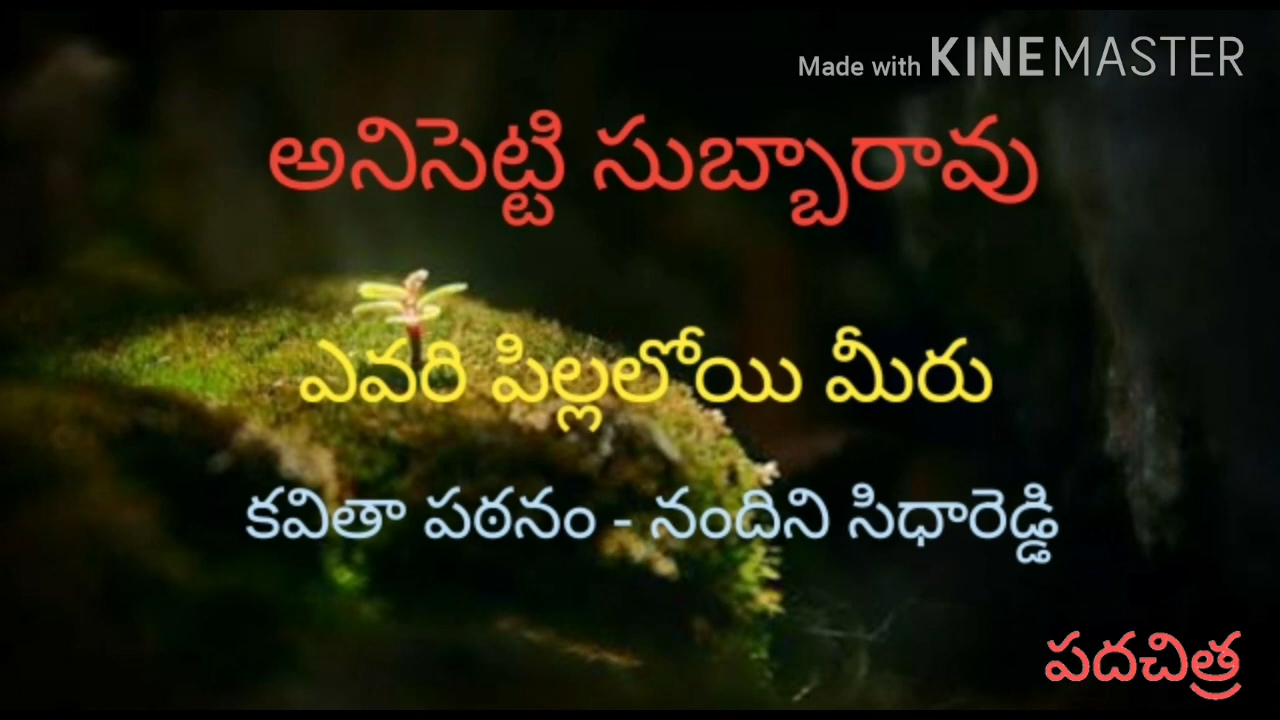 Made with KINEMASTER
అనిసెట్టి సుబ్బారావు
ఎవరి పిల్లలోయి మీరు
కవితా పఠనం - నందిని సిధారెడ్డి
పదచిత్ర